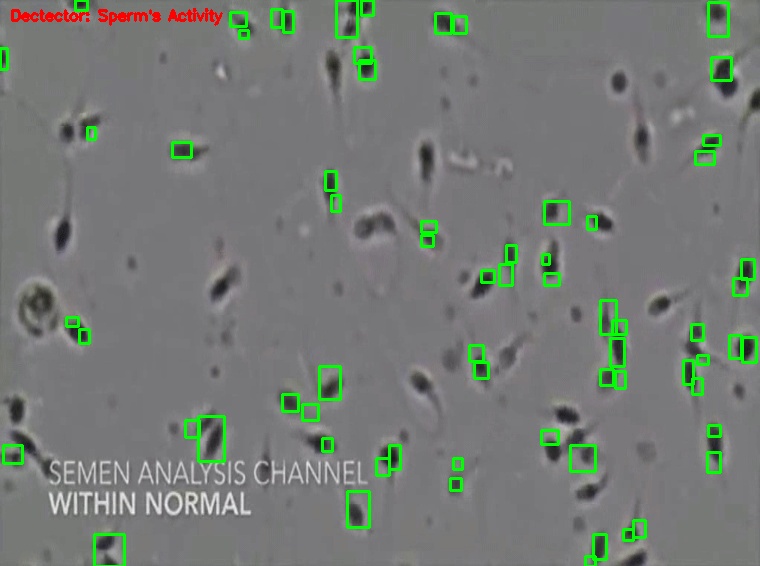 Dectector: Sperm's Activity
SEMEN ANALYSIS CHANNEL
WITHIN NORMAL